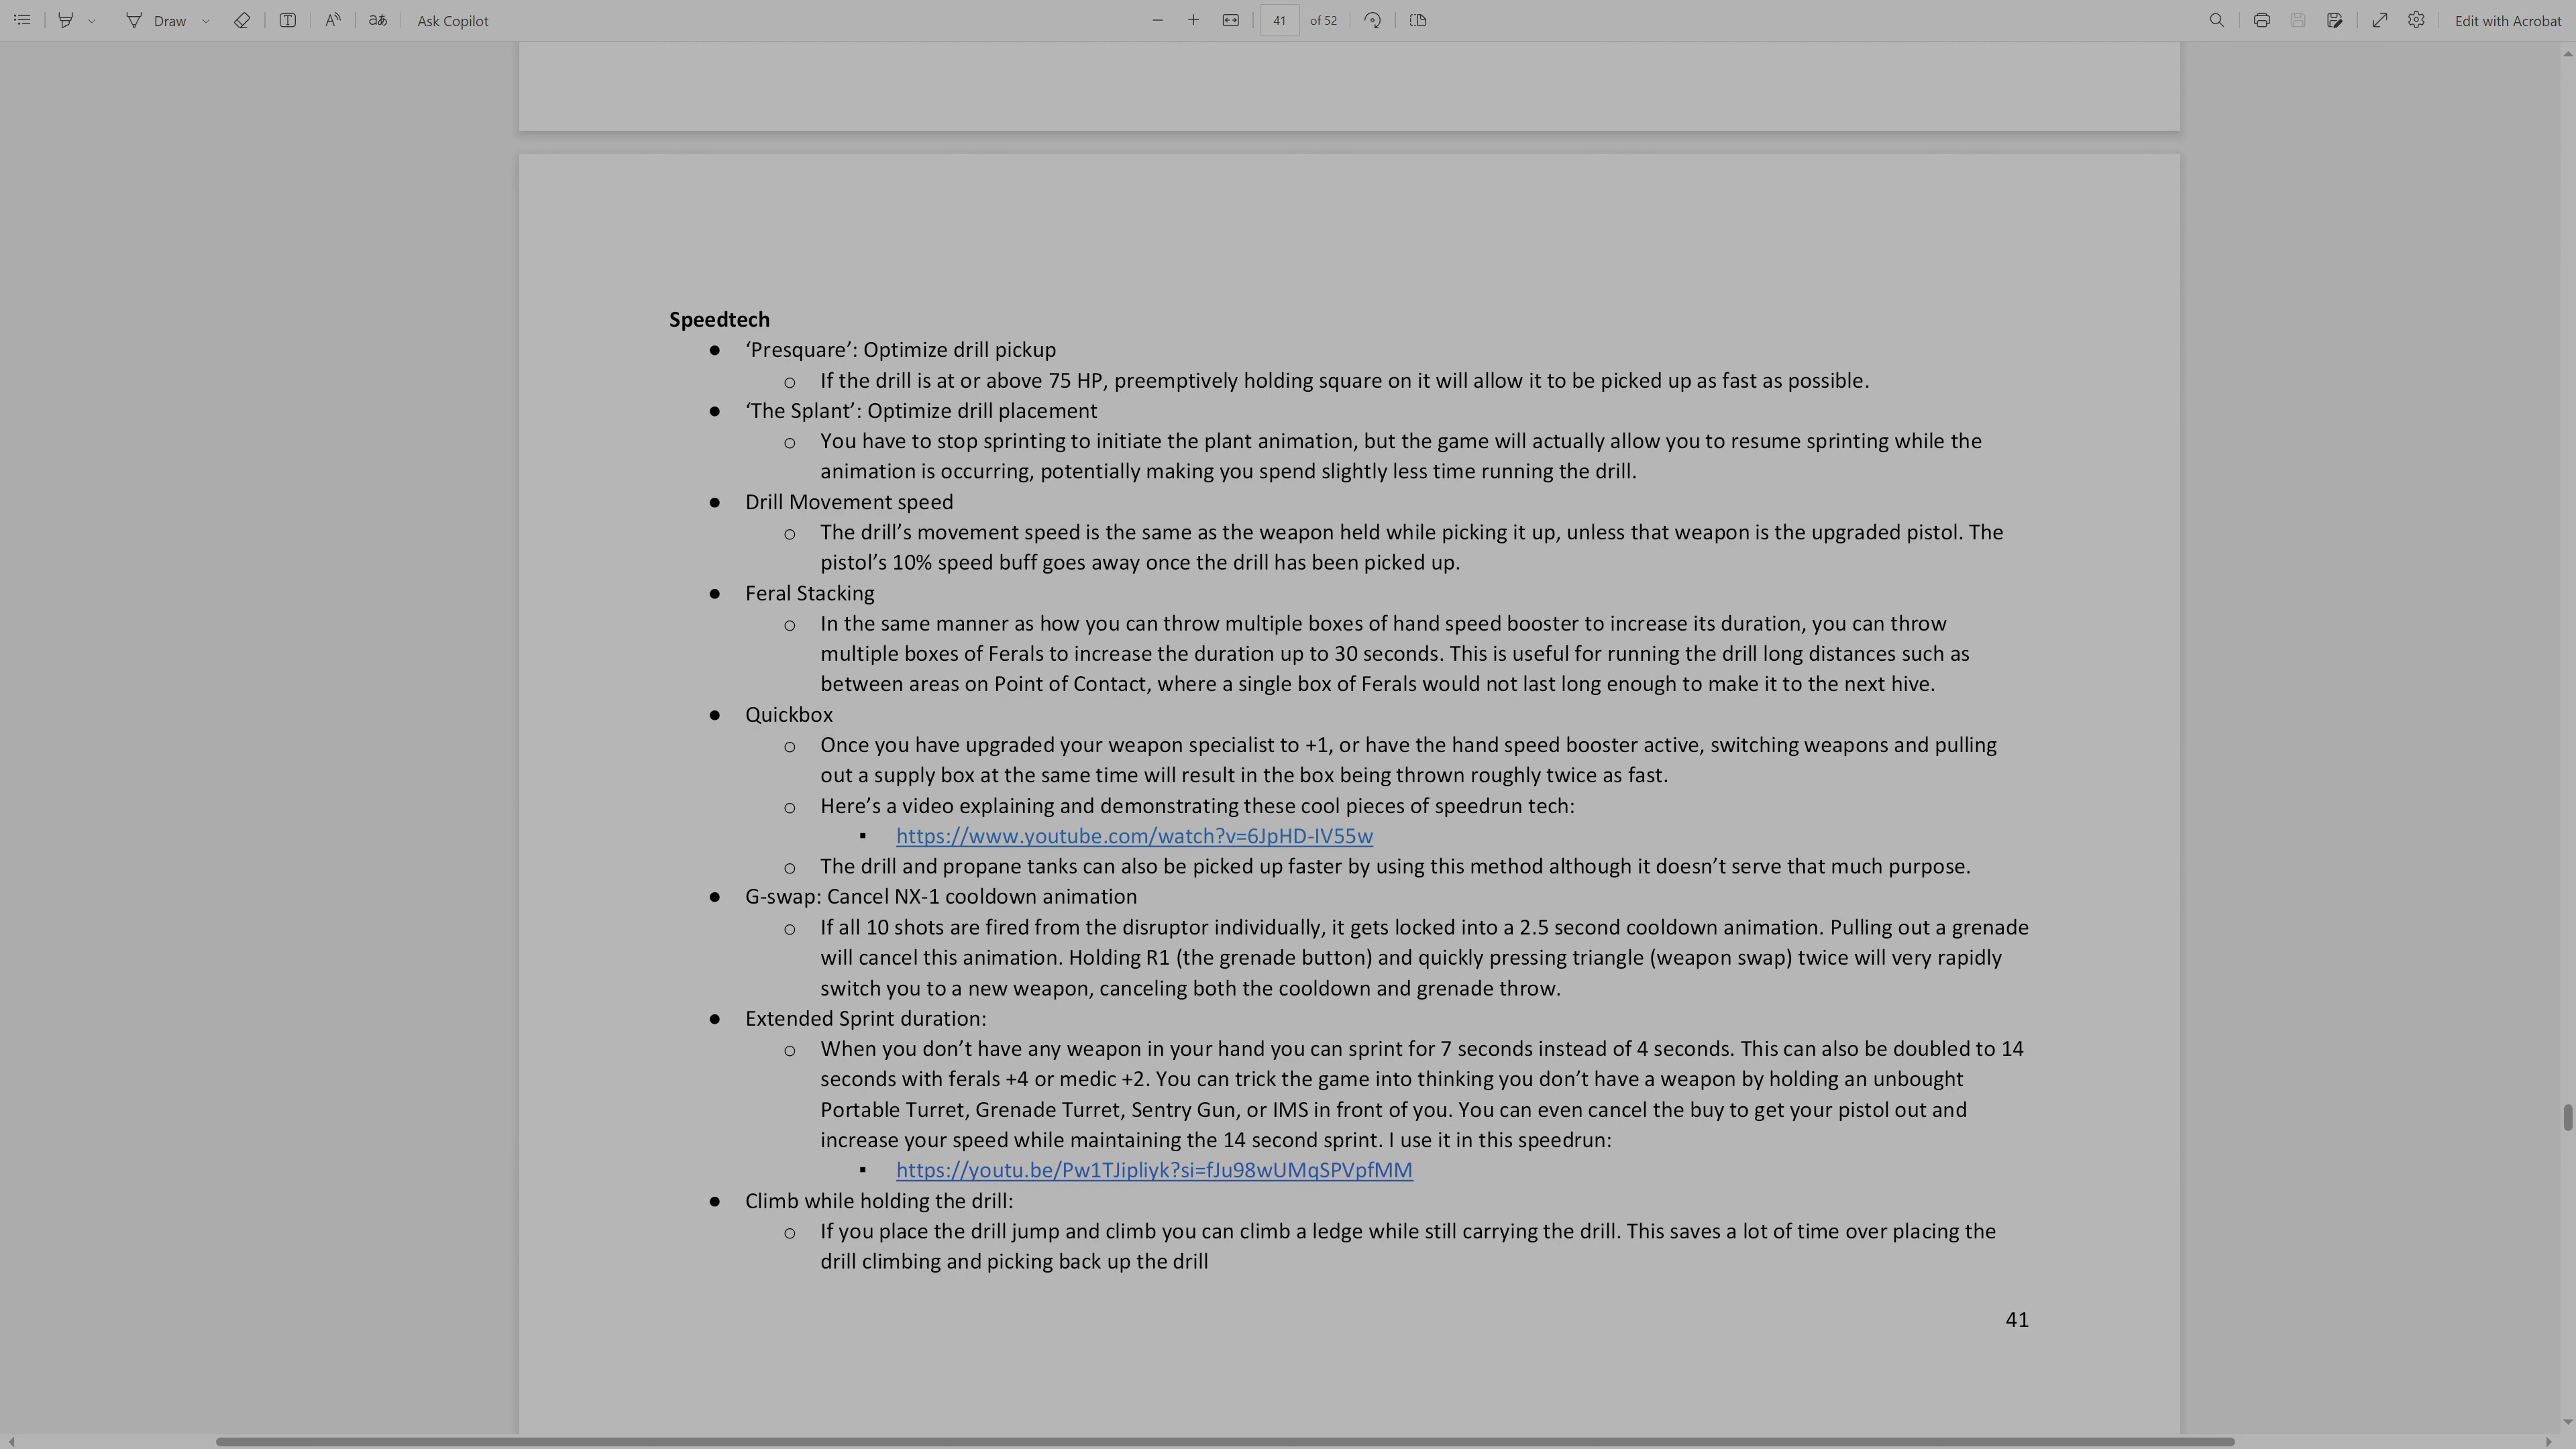 Draw
Ask Copilot
41
of 52
Edit with Acrobat
Speedtech
● ‘Presquare’: Optimize drill pickup
○ If the drill is at or above 75 HP, preemptively holding square on it will allow it to be picked up as fast as possible.
● ‘The Splant’: Optimize drill placement
○ You have to stop sprinting to initiate the plant animation, but the game will actually allow you to resume sprinting while the
animation is occurring, potentially making you spend slightly less time running the drill.
● Drill Movement speed
○ The drill’s movement speed is the same as the weapon held while picking it up, unless that weapon is the upgraded pistol. The
pistol’s 10% speed buff goes away once the drill has been picked up.
● Feral Stacking
○ In the same manner as how you can throw multiple boxes of hand speed booster to increase its duration, you can throw
multiple boxes of Ferals to increase the duration up to 30 seconds. This is useful for running the drill long distances such as
between areas on Point of Contact, where a single box of Ferals would not last long enough to make it to the next hive.
● Quickbox
○ Once you have upgraded your weapon specialist to +1, or have the hand speed booster active, switching weapons and pulling
out a supply box at the same time will result in the box being thrown roughly twice as fast.
○ Here’s a video explaining and demonstrating these cool pieces of speedrun tech:
▪ https://www.youtube.com/watch?v=6JpHD-IV55w
○ The drill and propane tanks can also be picked up faster by using this method although it doesn’t serve that much purpose.
● G-swap: Cancel NX-1 cooldown animation
○ If all 10 shots are fired from the disruptor individually, it gets locked into a 2.5 second cooldown animation. Pulling out a grenade
will cancel this animation. Holding R1 (the grenade button) and quickly pressing triangle (weapon swap) twice will very rapidly
switch you to a new weapon, canceling both the cooldown and grenade throw.
● Extended Sprint duration:
○ When you don’t have any weapon in your hand you can sprint for 7 seconds instead of 4 seconds. This can also be doubled to 14
seconds with ferals +4 or medic +2. You can trick the game into thinking you don’t have a weapon by holding an unbought
Portable Turret, Grenade Turret, Sentry Gun, or IMS in front of you. You can even cancel the buy to get your pistol out and
increase your speed while maintaining the 14 second sprint. I use it in this speedrun:
▪ https://youtu.be/Pw1TJipliyk?si=fJu98wUMqSPVpfMM
● Climb while holding the drill:
○ If you place the drill jump and climb you can climb a ledge while still carrying the drill. This saves a lot of time over placing the
drill climbing and picking back up the drill
41